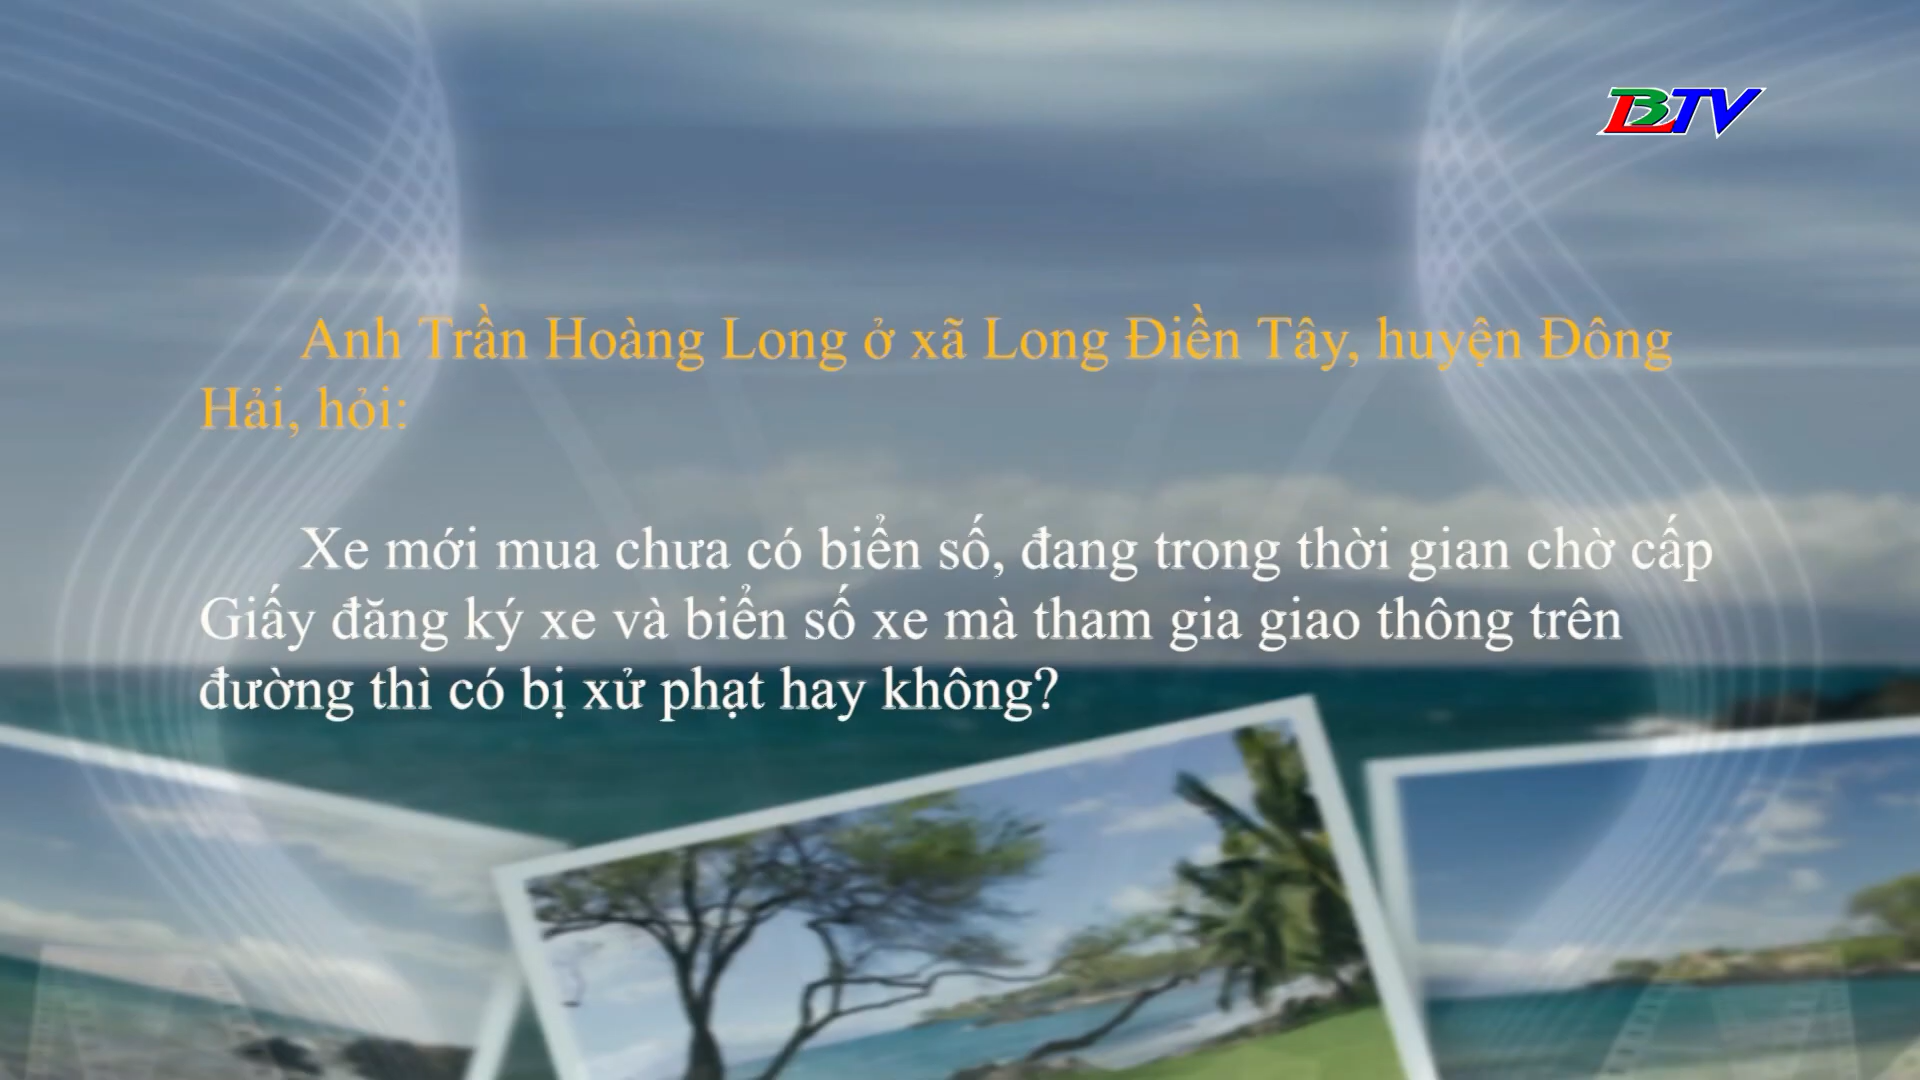 BTV
Anh Trần Hoàng Long ở xã Long Điền Tây, huyện Đông
Hải, hỏi:
Xe mới mua chưa có biển số, đang trong thời gian chờ cấp
Giấy đăng ký xe và biển số xe mà tham gia giao thông trên
đường thì có bị xử phạt hay không?